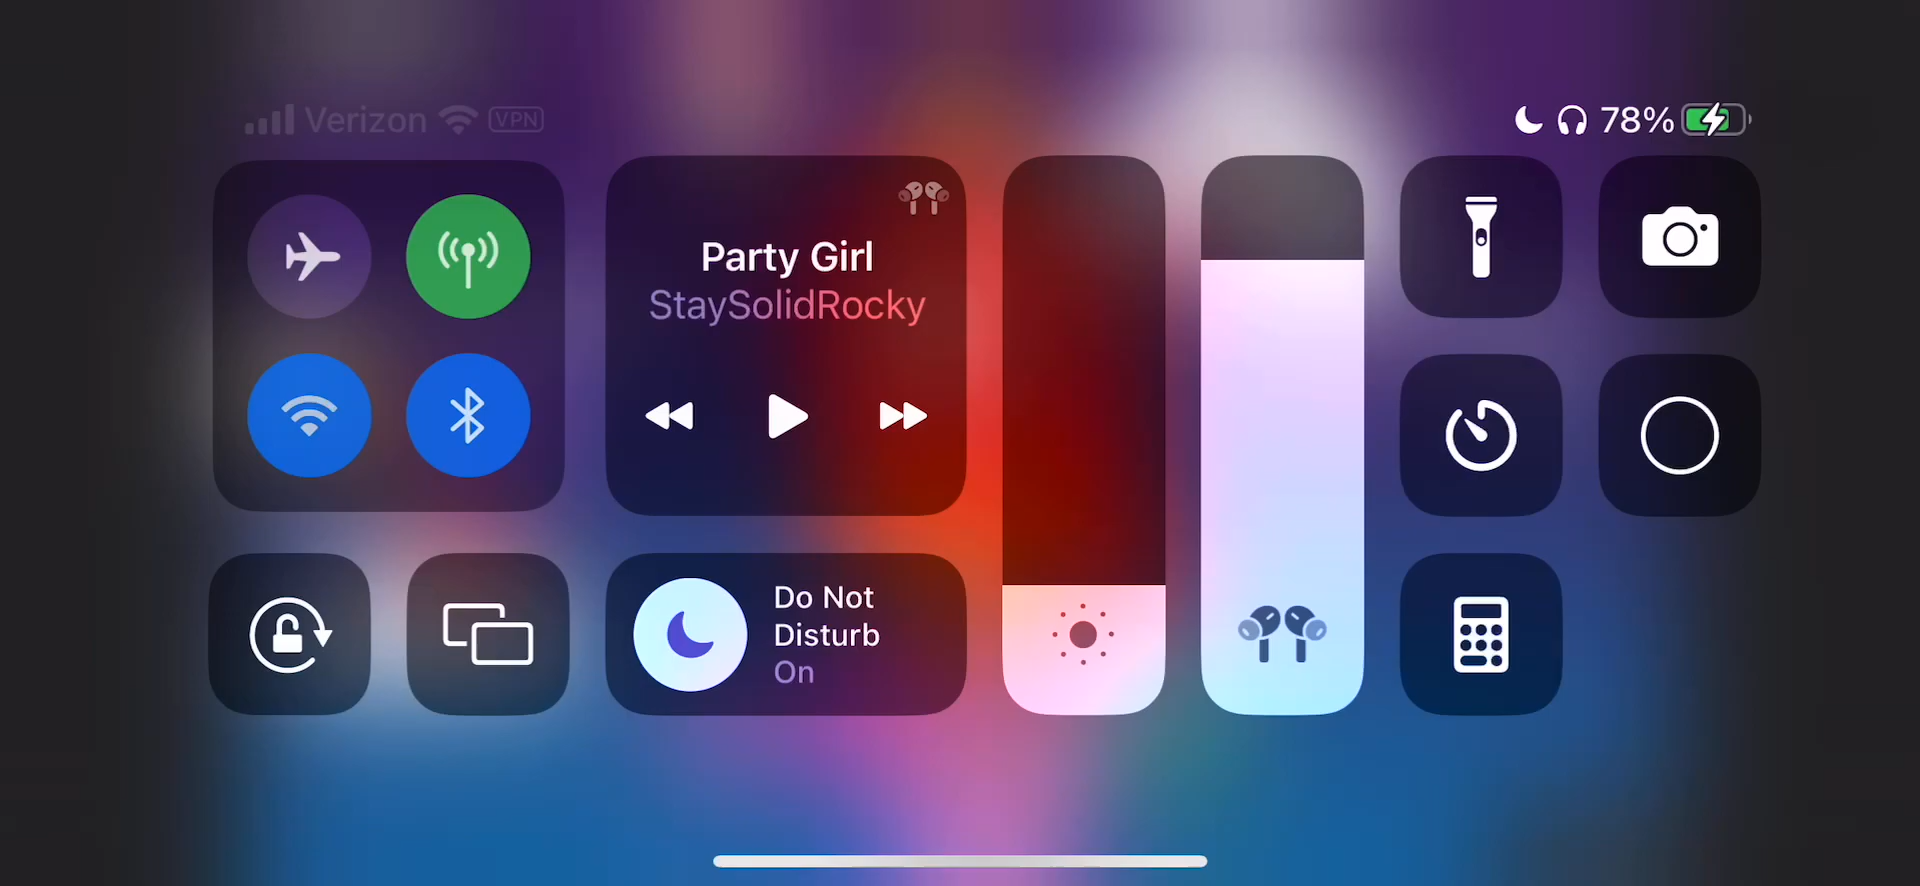 Verizon VPN
78%
Party Girl
StaySolidRocky
Do Not
Disturb
On